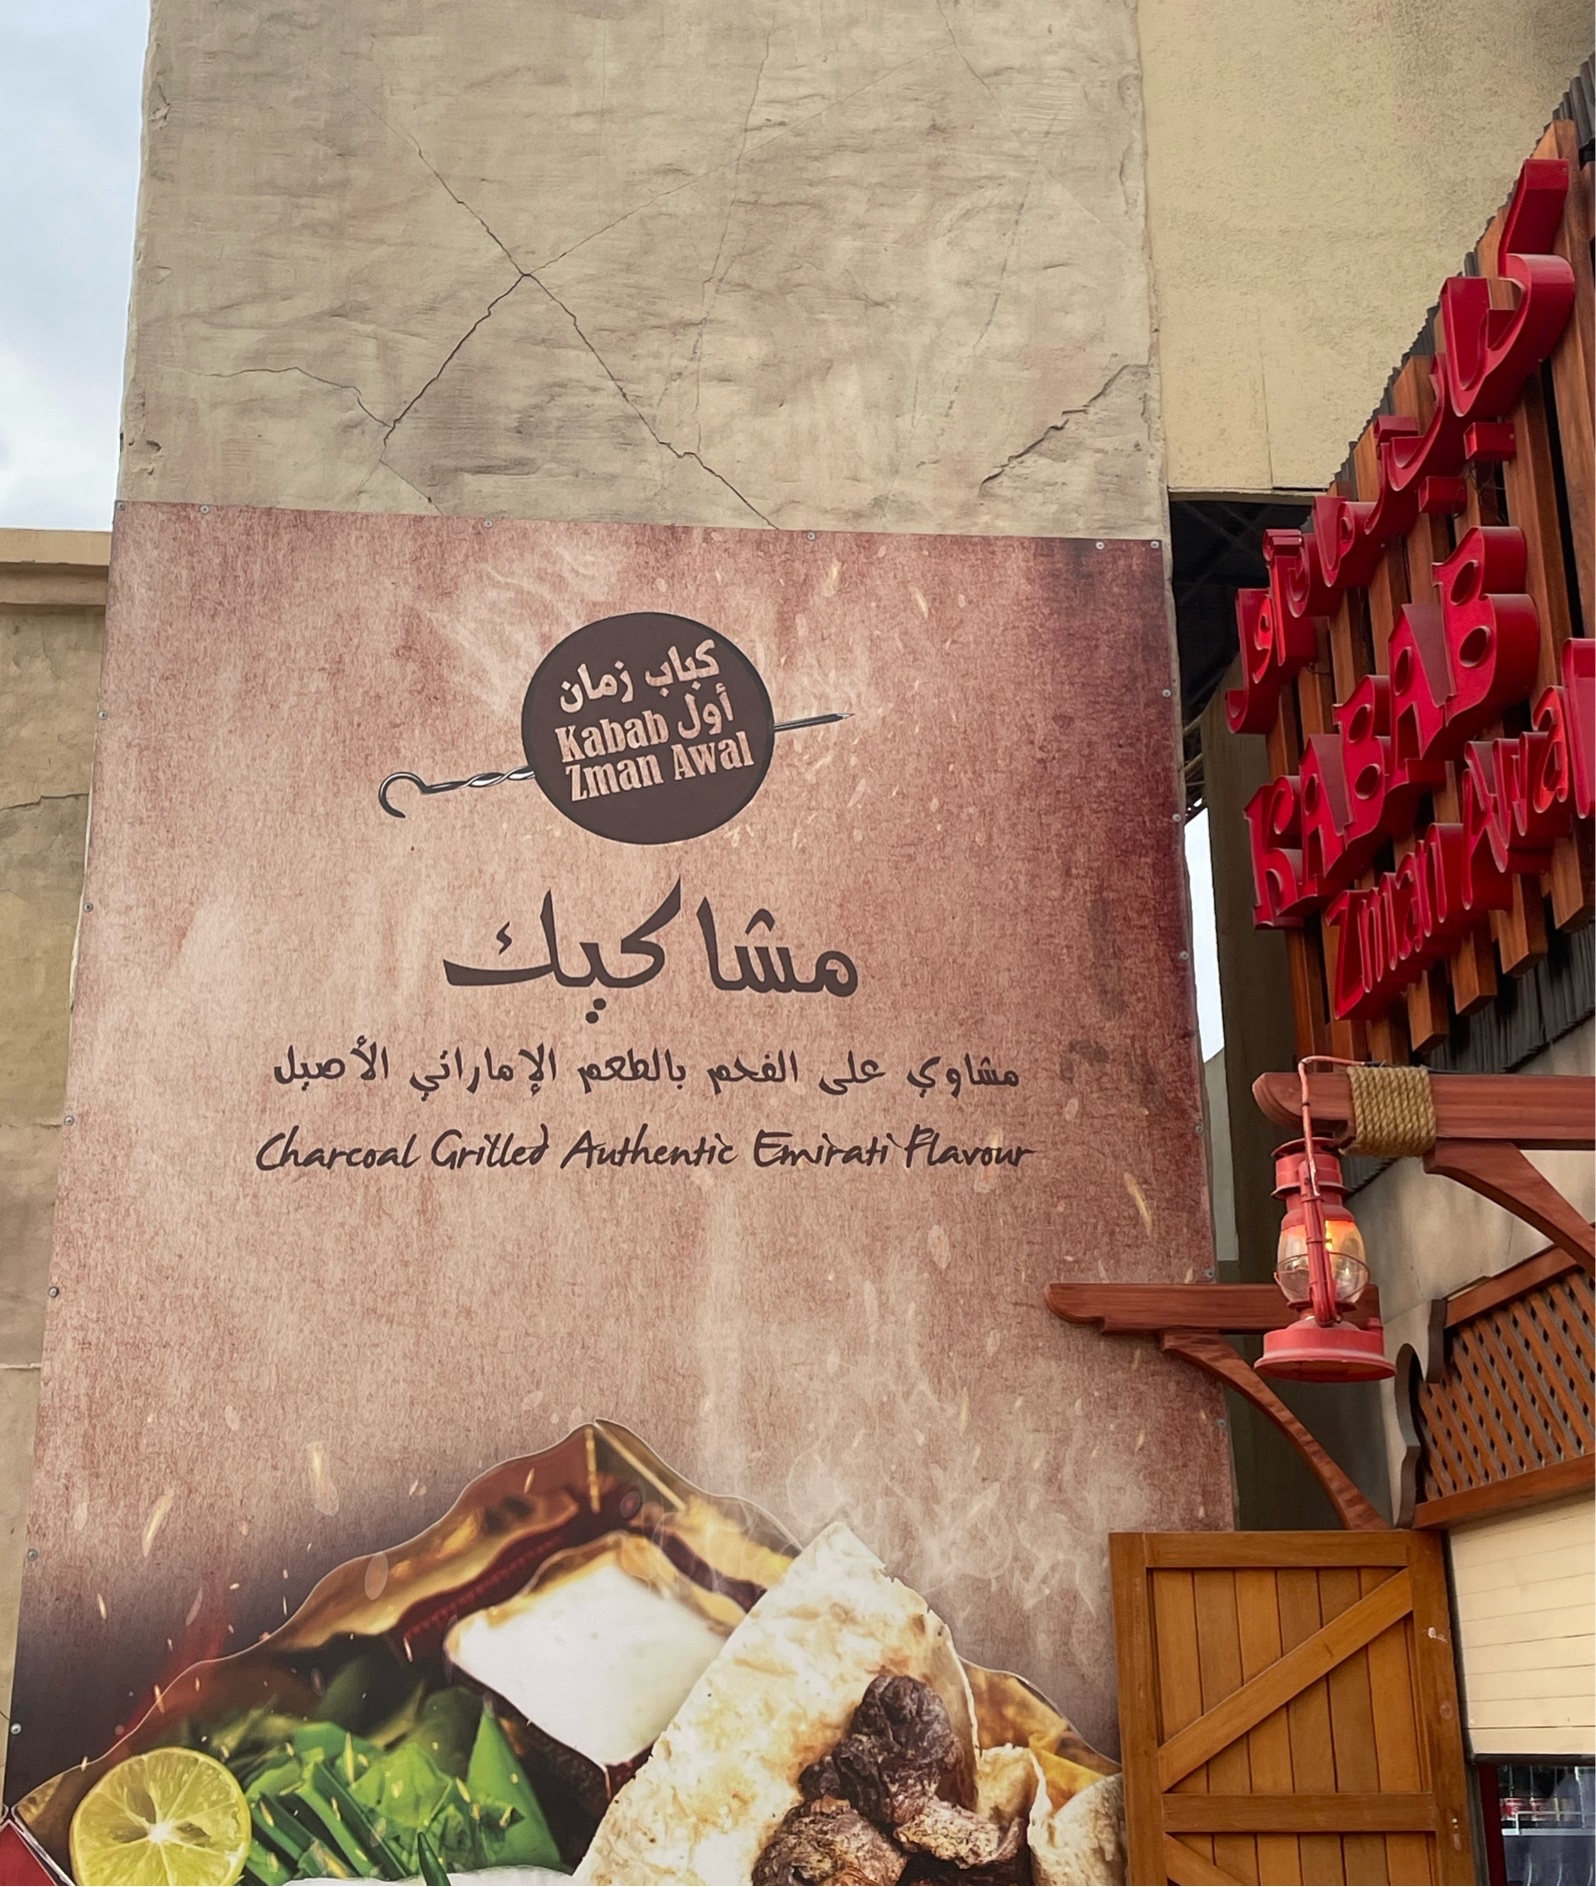 كباب زمان
أول Kabab
Zman Awal
مشاكيك
مشاوي على الفحم بالطعم الإماراتي الأصيل
Charcoal Grilled Authentic Emirati Flavour
كباب زمان أول
KABAB
Zman Awal